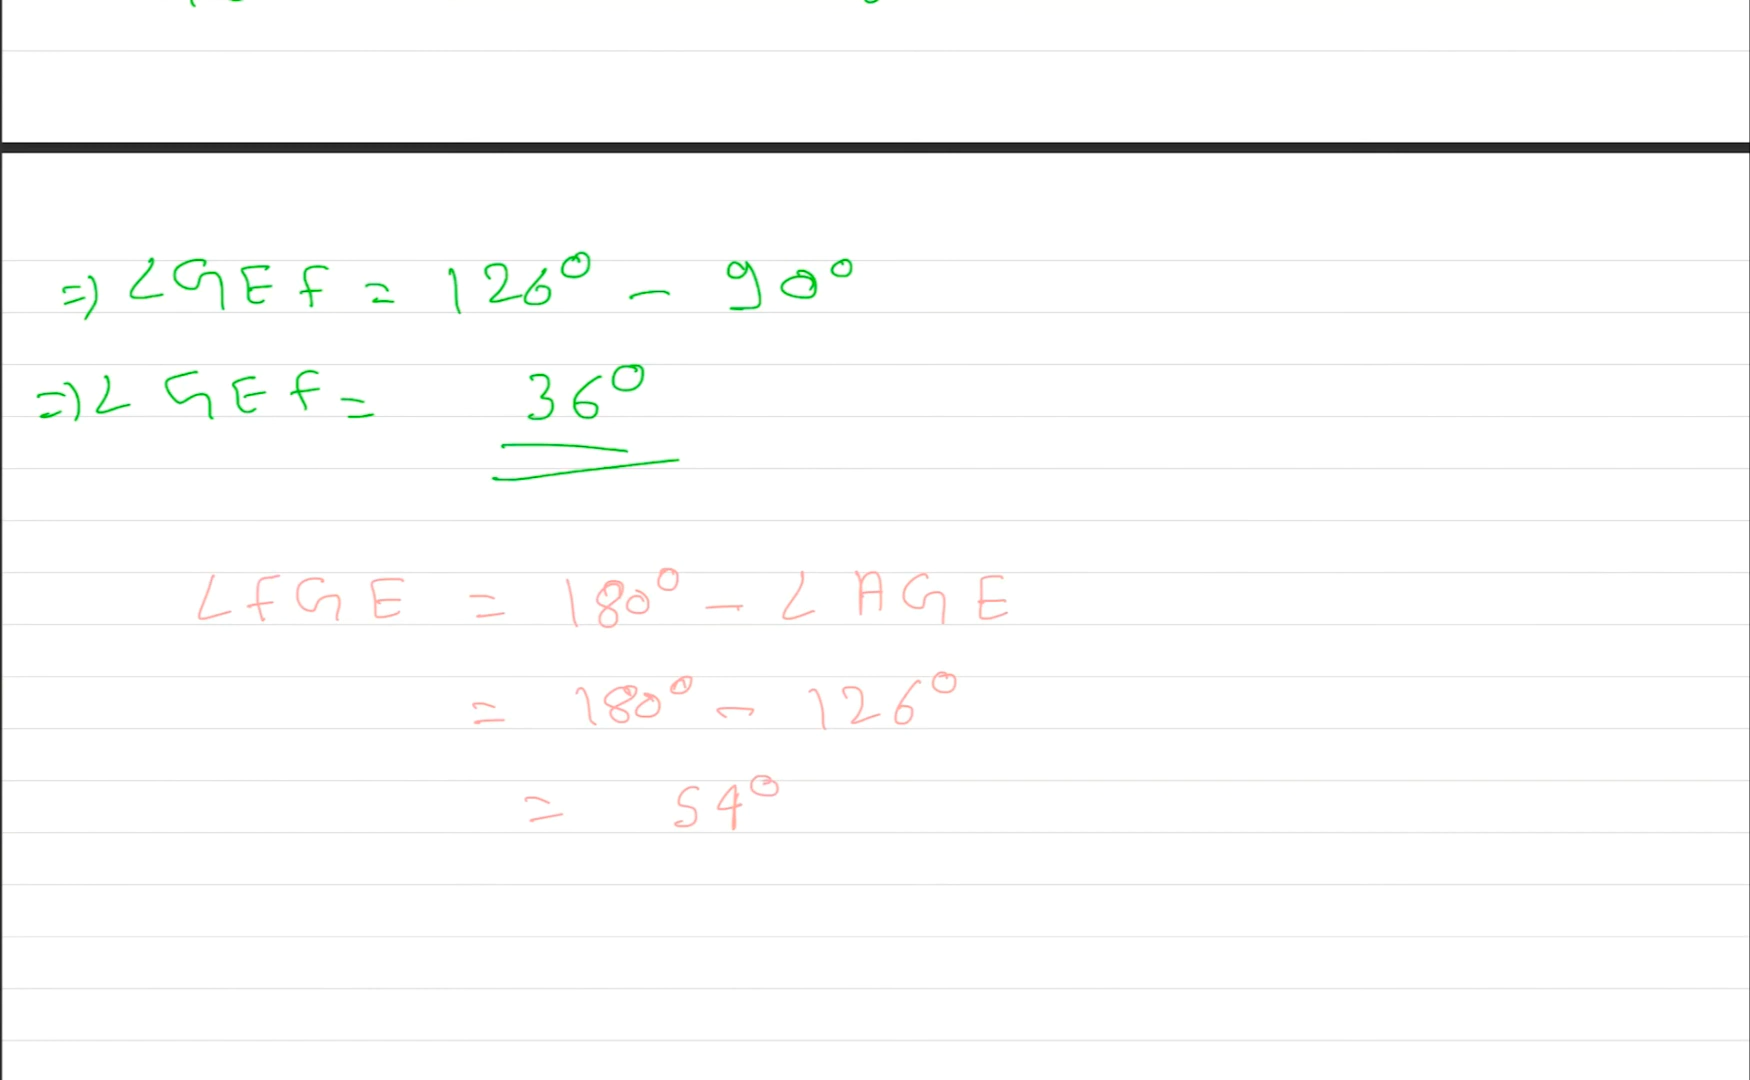 => ∠GEF = 126° - 90°
=> ∠GEF = 36°
∠FGE = 180° - ∠AGE
= 180° - 126°
= 54°